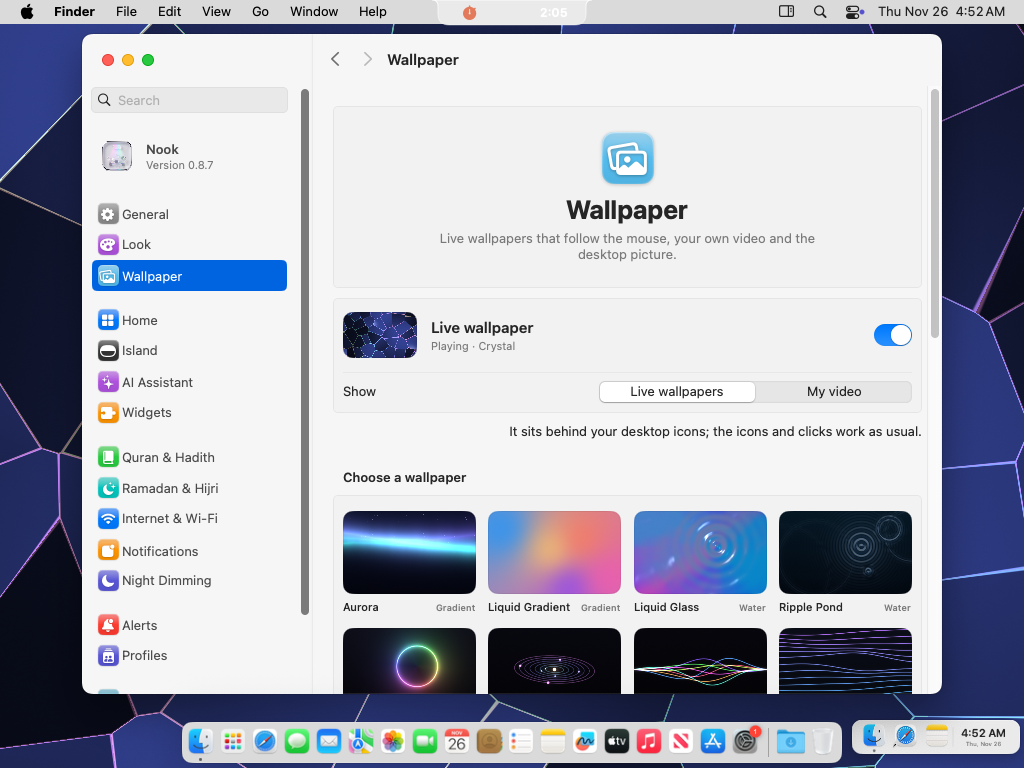 Finder File Edit View Go Window Help 2:05 Thu Nov 26 4:52 AM
Search
Nook
Version 0.8.7
General
Look
Wallpaper
Home
Island
AI Assistant
Widgets
Quran & Hadith
Ramadan & Hijri
Internet & Wi-Fi
Notifications
Night Dimming
Alerts
Profiles
Wallpaper
Wallpaper
Live wallpapers that follow the mouse, your own video and the
desktop picture.
Live wallpaper
Playing · Crystal
Show Live wallpapers My video
It sits behind your desktop icons; the icons and clicks work as usual.
Choose a wallpaper
Aurora Gradient Liquid Gradient Gradient Liquid Glass Water Ripple Pond Water
NOV
26
tv
1
4:52 AM
Thu, Nov 26